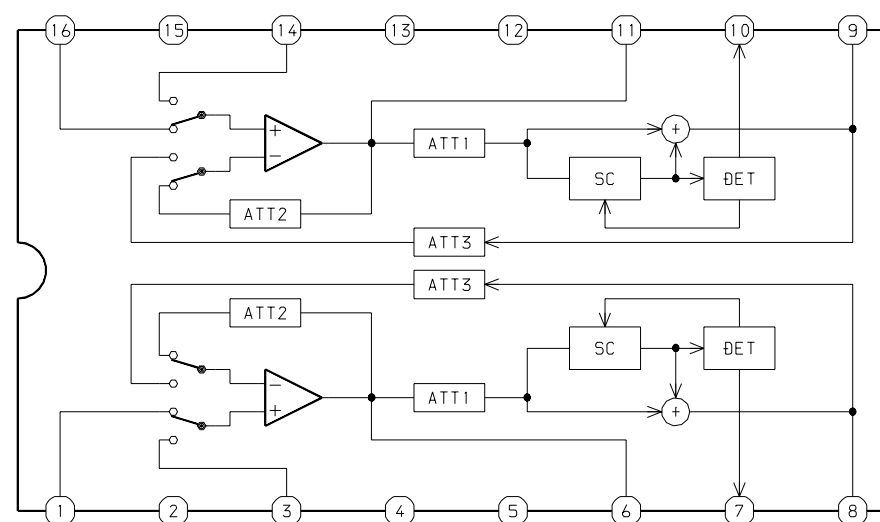 16 15 14 13 12 11 10 9
+
+
ATT1
−
SC
ĐET
ATT2
ATT3
ATT3
ATT2
SC
ĐET
−
ATT1
+
+
1 2 3 4 5 6 7 8